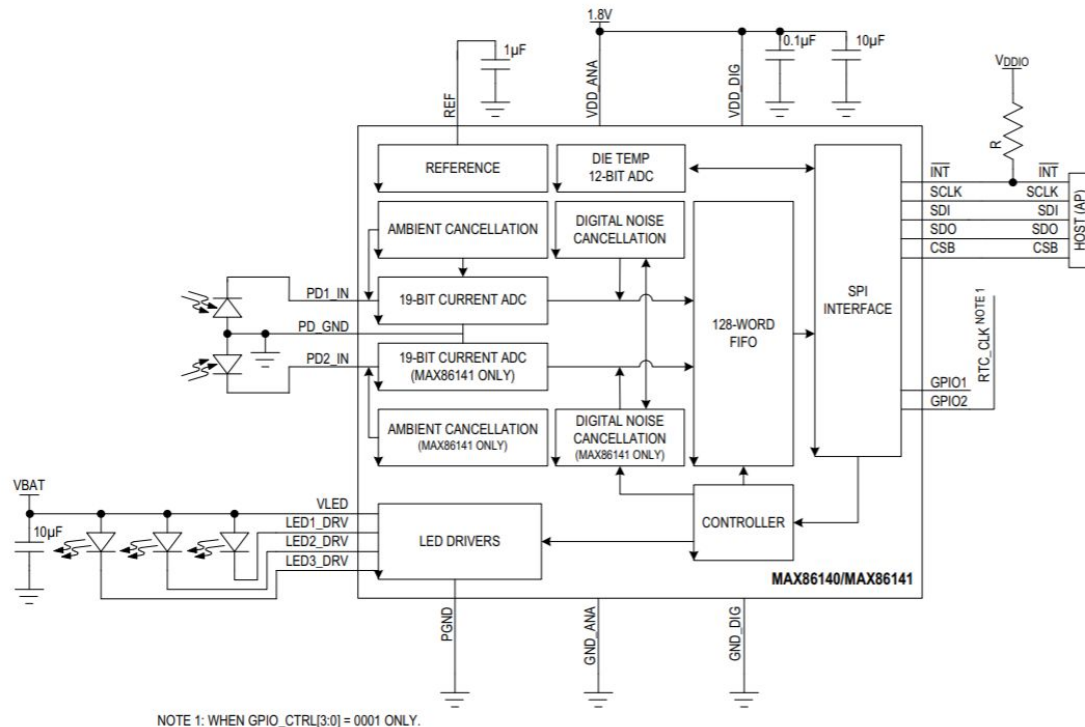 1.8V
1µF
0.1µF
10µF
VDDIO
REF
VDD_ANA
VDD_DIG
R
REFERENCE
DIE TEMP
12-BIT ADC
INT
INT
SCLK
SCLK
SDI
SDI
SDO
SDO
CSB
CSB
HOST (AP)
AMBIENT CANCELLATION
DIGITAL NOISE
CANCELLATION
PD1_IN
19-BIT CURRENT ADC
PD_GND
128-WORD
FIFO
SPI
INTERFACE
PD2_IN
19-BIT CURRENT ADC
(MAX86141 ONLY)
RTC_CLK NOTE 1
GPIO1
GPIO2
AMBIENT CANCELLATION
(MAX86141 ONLY)
DIGITAL NOISE
CANCELLATION
(MAX86141 ONLY)
VBAT
10µF
VLED
LED1_DRV
LED2_DRV
LED3_DRV
LED DRIVERS
CONTROLLER
MAX86140/MAX86141
PGND
GND_ANA
GND_DIG
NOTE 1: WHEN GPIO_CTRL[3:0] = 0001 ONLY.